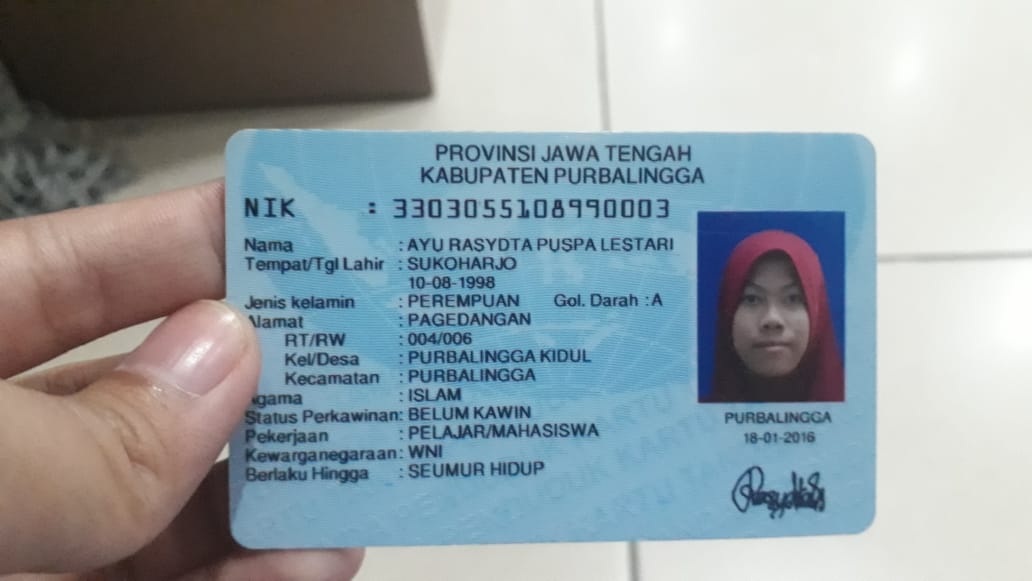 PROVINSI JAWA TENGAH
KABUPATEN PURBALINGGA
NIK : 3303055108990003
Nama : AYU RASYDTA PUSPA LESTARI
Tempat/Tgl Lahir : SUKOHARJO
10-08-1998
Jenis kelamin : PEREMPUAN Gol. Darah : A
Alamat : PAGEDANGAN
RT/RW : 004/006
Kel/Desa : PURBALINGGA KIDUL
Kecamatan : PURBALINGGA
Agama : ISLAM
Status Perkawinan: BELUM KAWIN
Pekerjaan : PELAJAR/MAHASISWA
Kewarganegaraan: WNI
Berlaku Hingga : SEUMUR HIDUP
PURBALINGGA
18-01-2016